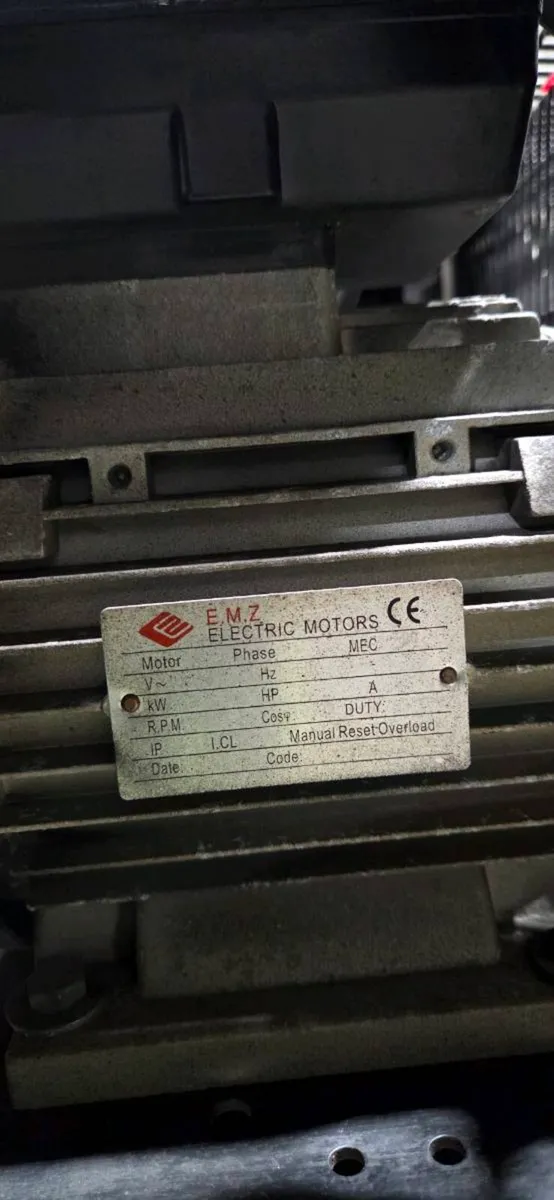 E.M.Z
ELECTRIC MOTORS CE
Motor Phase MEC
V~ Hz
kW HP A
R.P.M. Cosφ: DUTY:
IP I.CL Manual Reset Overload
Date: Code: